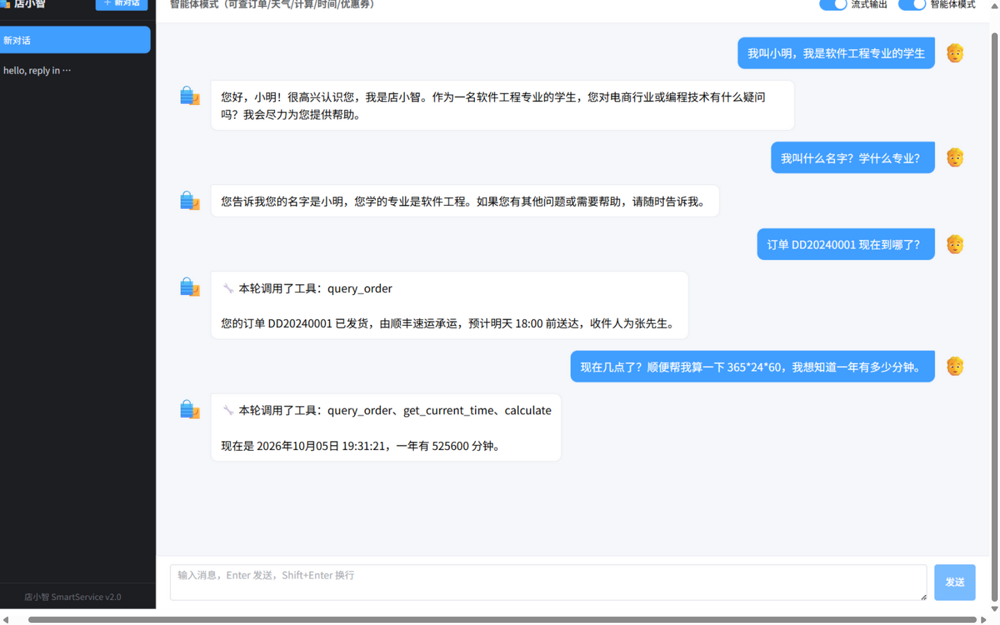 店小智
+ 新对话
智能体模式（可查订单/天气/计算/时间/优惠券）
流式输出
智能体模式
新对话
hello, reply in ···
我叫小明，我是软件工程专业的学生
您好，小明！很高兴认识您，我是店小智。作为一名软件工程专业的学生，您对电商行业或编程技术有什么疑问
吗？我会尽力为您提供帮助。
我叫什么名字？学什么专业？
您告诉我您的名字是小明，您学的专业是软件工程。如果您有其他问题或需要帮助，请随时告诉我。
订单 DD20240001 现在到哪了？
本轮调用了工具：query_order
您的订单 DD20240001 已发货，由顺丰速运承运，预计明天 18:00 前送达，收件人为张先生。
现在几点了？顺便帮我算一下 365*24*60，我想知道一年有多少分钟。
本轮调用了工具：query_order、get_current_time、calculate
现在是 2026年10月05日 19:31:21，一年有 525600 分钟。
输入消息，Enter 发送，Shift+Enter 换行
发送
店小智 SmartService v2.0